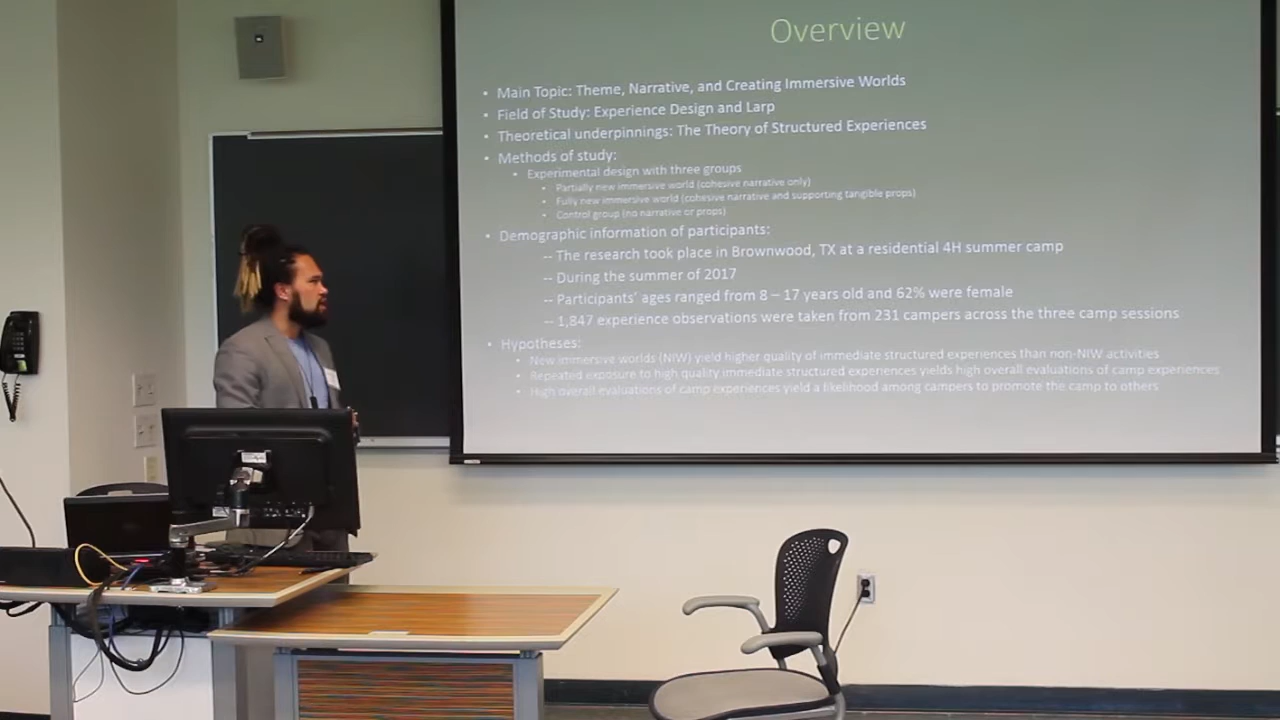 Overview
• Main Topic: Theme, Narrative, and Creating Immersive Worlds
• Field of Study: Experience Design and Larp
• Theoretical underpinnings: The Theory of Structured Experiences
• Methods of study:
• Experimental design with three groups
• Partially new immersive world (cohesive narrative only)
• Fully new immersive world (cohesive narrative and supporting tangible props)
• Control group (no narrative or props)
• Demographic information of participants:
-- The research took place in Brownwood, TX at a residential 4H summer camp
-- During the summer of 2017
-- Participants’ ages ranged from 8 – 17 years old and 62% were female
-- 1,847 experience observations were taken from 231 campers across the three camp sessions
• Hypotheses:
• New immersive worlds (NIW) yield higher quality of immediate structured experiences than non-NIW activities
• Repeated exposure to high quality immediate structured experiences yields high overall evaluations of camp experiences
• High overall evaluations of camp experiences yield a likelihood among campers to promote the camp to others